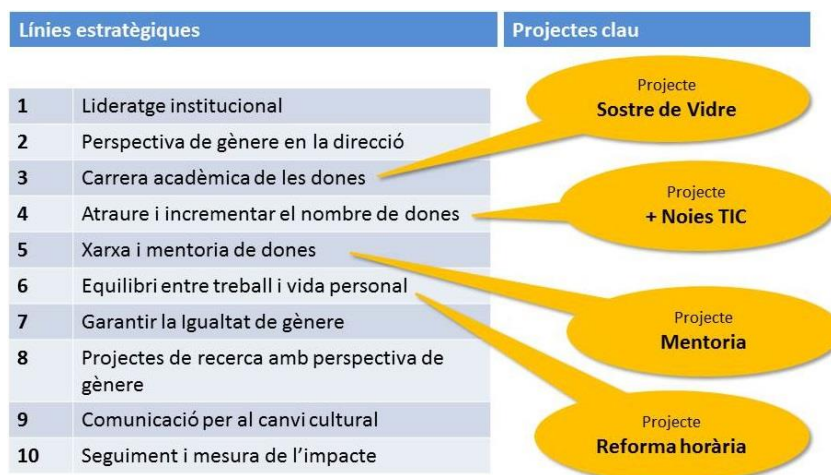 Línies estratègiques
Projectes clau
1 Lideratge institucional
2 Perspectiva de gènere en la direcció
3 Carrera acadèmica de les dones
4 Atraure i incrementar el nombre de dones
5 Xarxa i mentoria de dones
6 Equilibri entre treball i vida personal
7 Garantir la Igualtat de gènere
8 Projectes de recerca amb perspectiva de
gènere
9 Comunicació per al canvi cultural
10 Seguiment i mesura de l'impacte
Projecte
Sostre de Vidre
Projecte
+ Noies TIC
Projecte
Mentoria
Projecte
Reforma horària